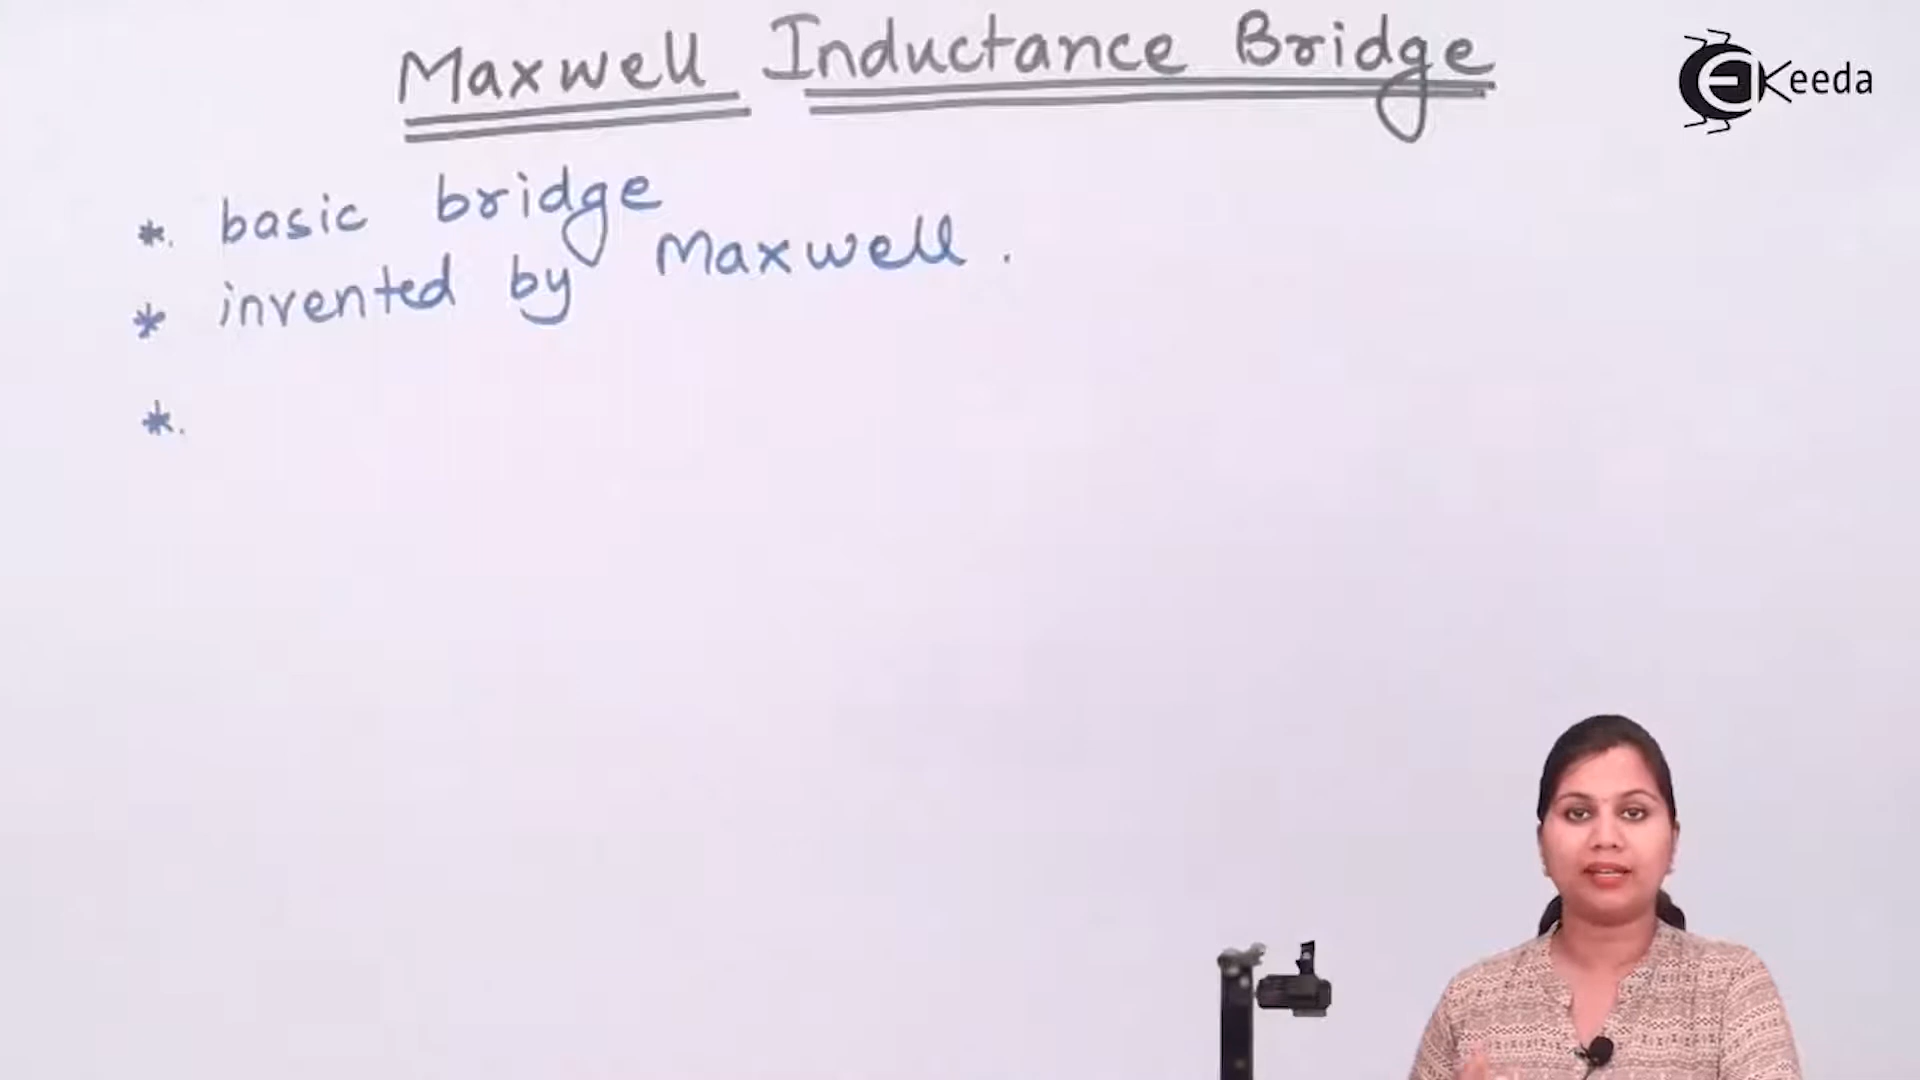 Maxwell Inductance Bridge
EKeeda
*. basic bridge
* invented by Maxwell.
*.